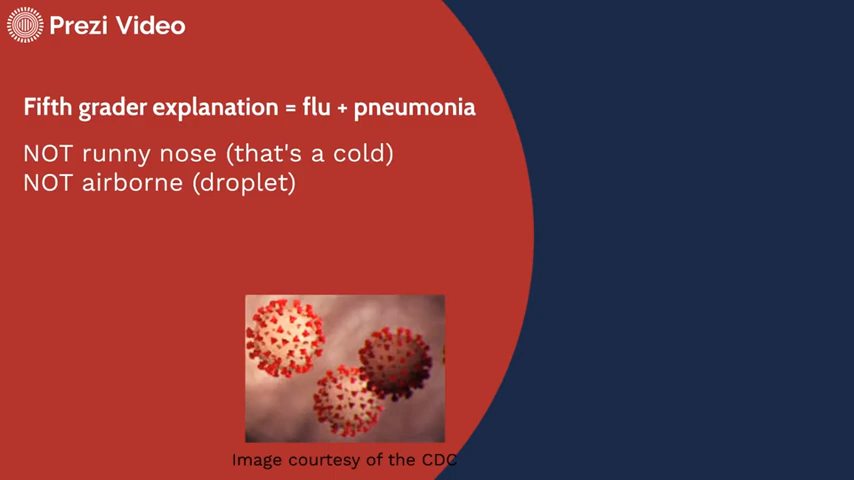 Prezi Video
Fifth grader explanation = flu + pneumonia
NOT runny nose (that's a cold)
NOT airborne (droplet)
Image courtesy of the CDC